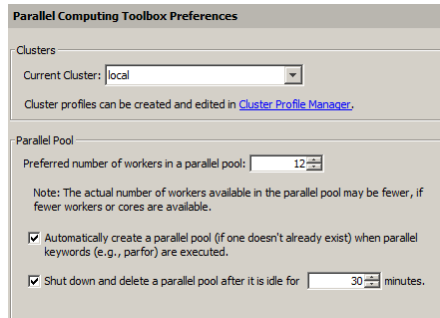 Parallel Computing Toolbox Preferences
Clusters
Current Cluster: local
Cluster profiles can be created and edited in Cluster Profile Manager.
Parallel Pool
Preferred number of workers in a parallel pool: 12
Note: The actual number of workers available in the parallel pool may be fewer, if
fewer workers or cores are available.
Automatically create a parallel pool (if one doesn't already exist) when parallel
keywords (e.g., parfor) are executed.
Shut down and delete a parallel pool after it is idle for 30 minutes.